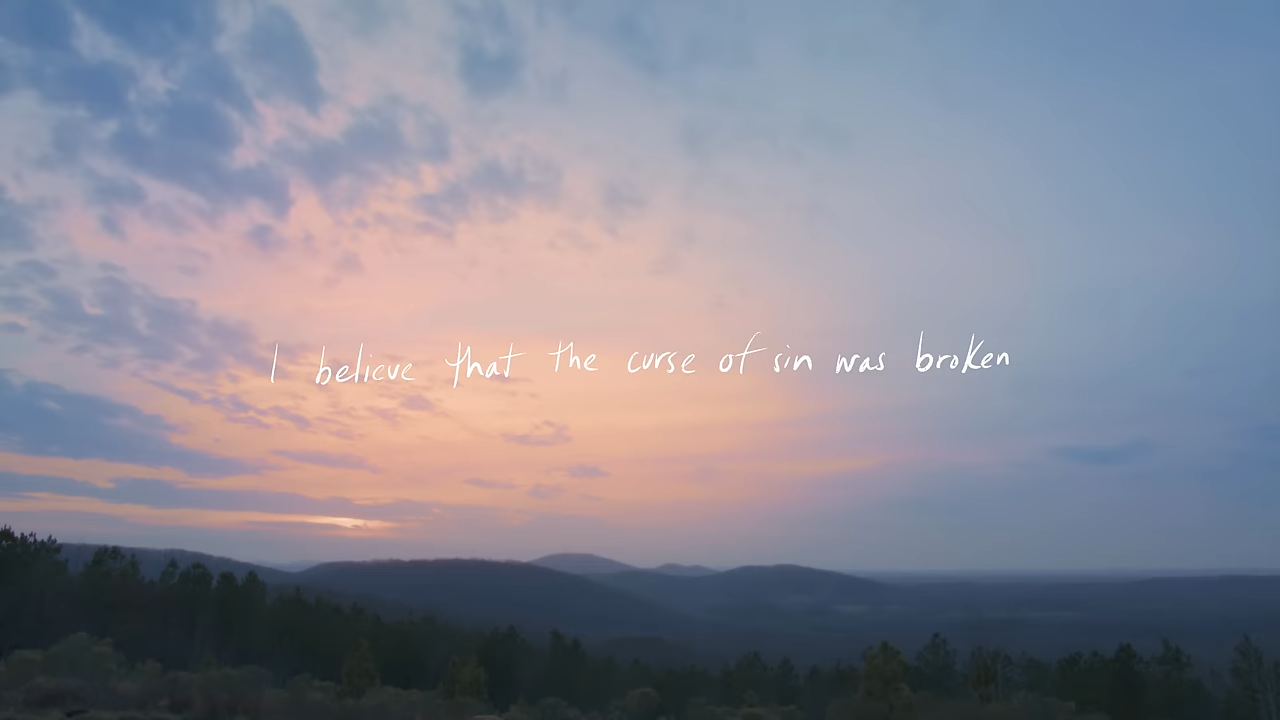 I believe that the curse of sin was broken